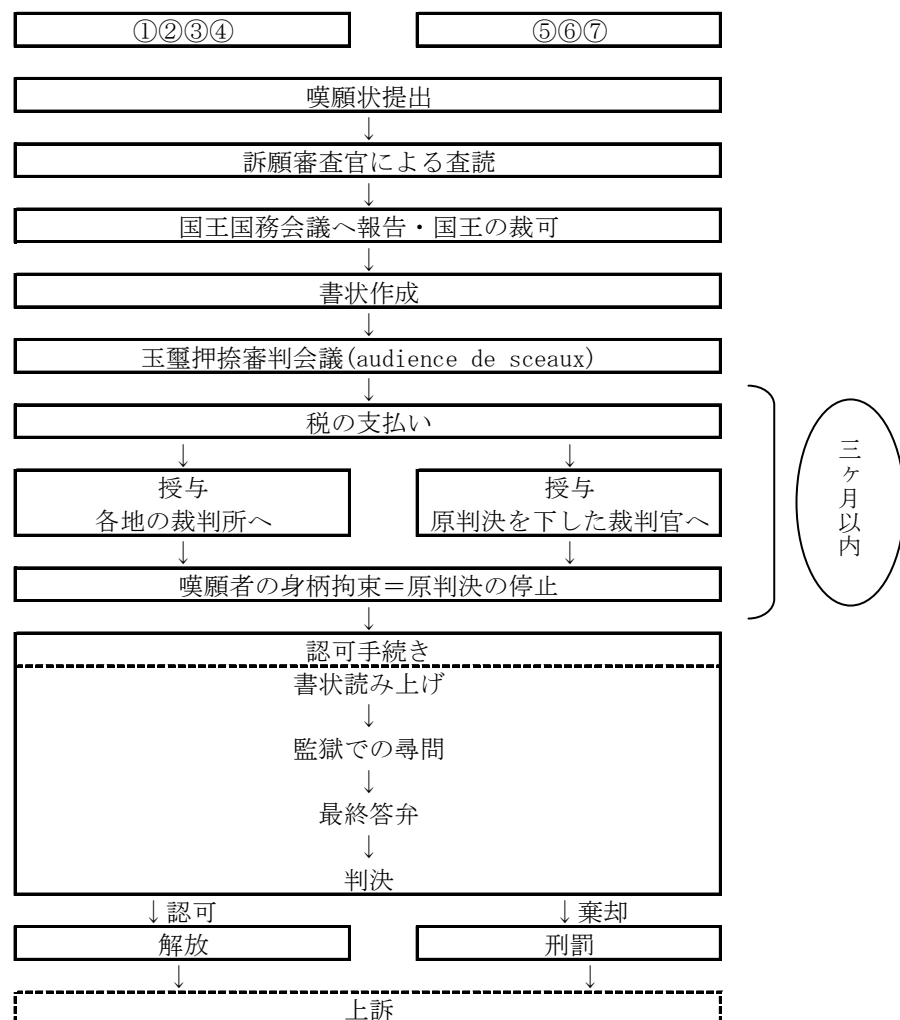 ①②③④
⑤⑥⑦
嘆願状提出
↓
訴願審査官による査読
↓
国王国務会議へ報告・国王の裁可
↓
書状作成
↓
玉璽押捺審判会議(audience de sceaux)
↓
税の支払い
↓ ↓
授与
各地の裁判所へ
授与
原判決を下した裁判官へ
↓ ↓
嘆願者の身柄拘束＝原判決の停止
↓
三ヶ月以内
認可手続き
書状読み上げ
↓
監獄での尋問
↓
最終答弁
↓
判決
↓認可
↓棄却
解放
刑罰
↓ ↓
上訴